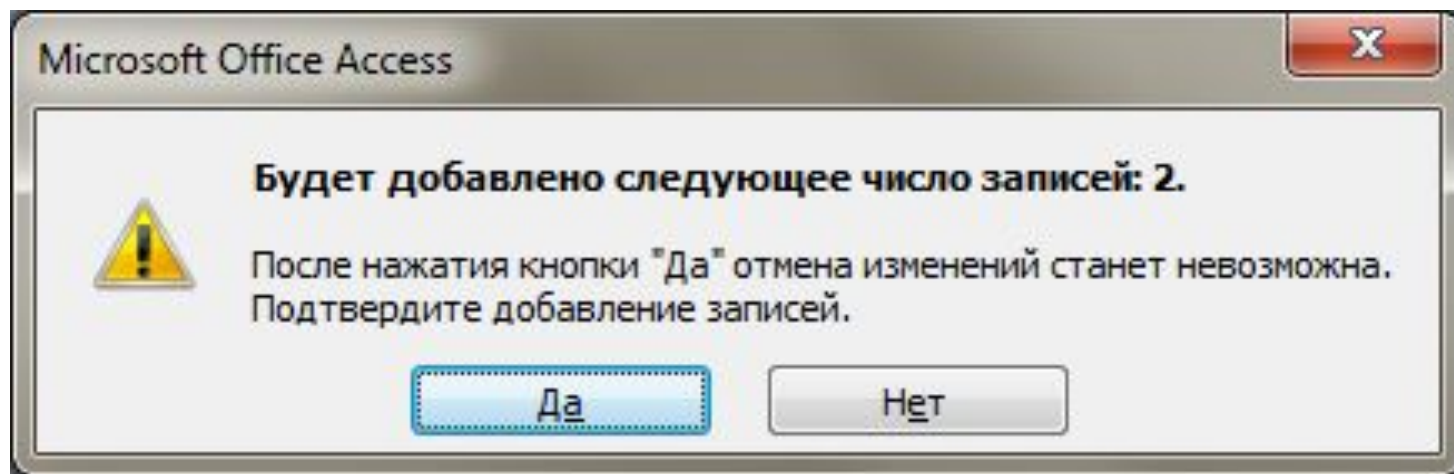 Microsoft Office Access
Будет добавлено следующее число записей: 2.
После нажатия кнопки "Да" отмена изменений станет невозможна.
Подтвердите добавление записей.
Да
Нет